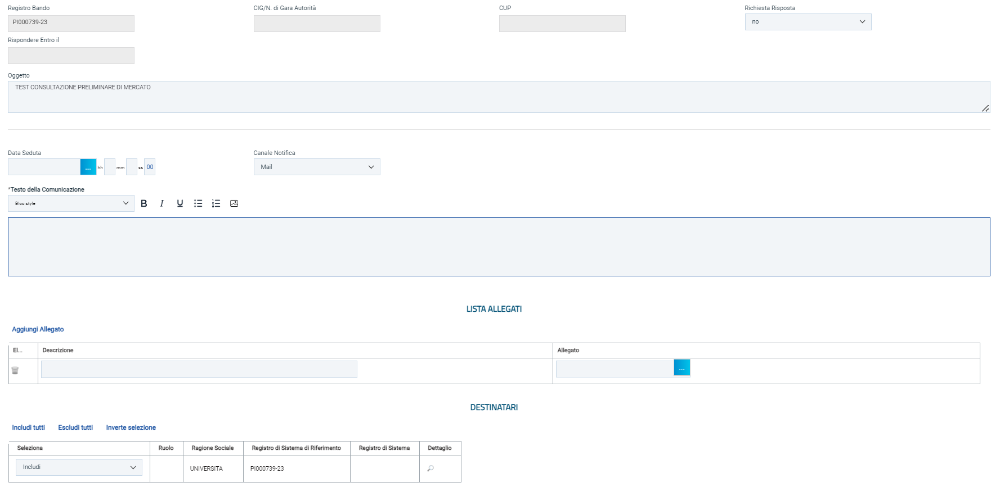 Registro Bando CIG/N. di Gara Autorità CUP Richiesta Risposta
PI000739-23 no
Rispondere Entro il
Oggetto
TEST CONSULTAZIONE PRELIMINARE DI MERCATO
Data Seduta Canale Notifica
... hh mm ss 00 Mail
*Testo della Comunicazione
Bloc style B I U
LISTA ALLEGATI
Aggiungi Allegato
El... Descrizione Allegato
...
DESTINATARI
Includi tutti Escludi tutti Inverte selezione
Seleziona Ruolo Ragione Sociale Registro di Sistema di Riferimento Registro di Sistema Dettaglio
Includi UNIVERSITA PI000739-23